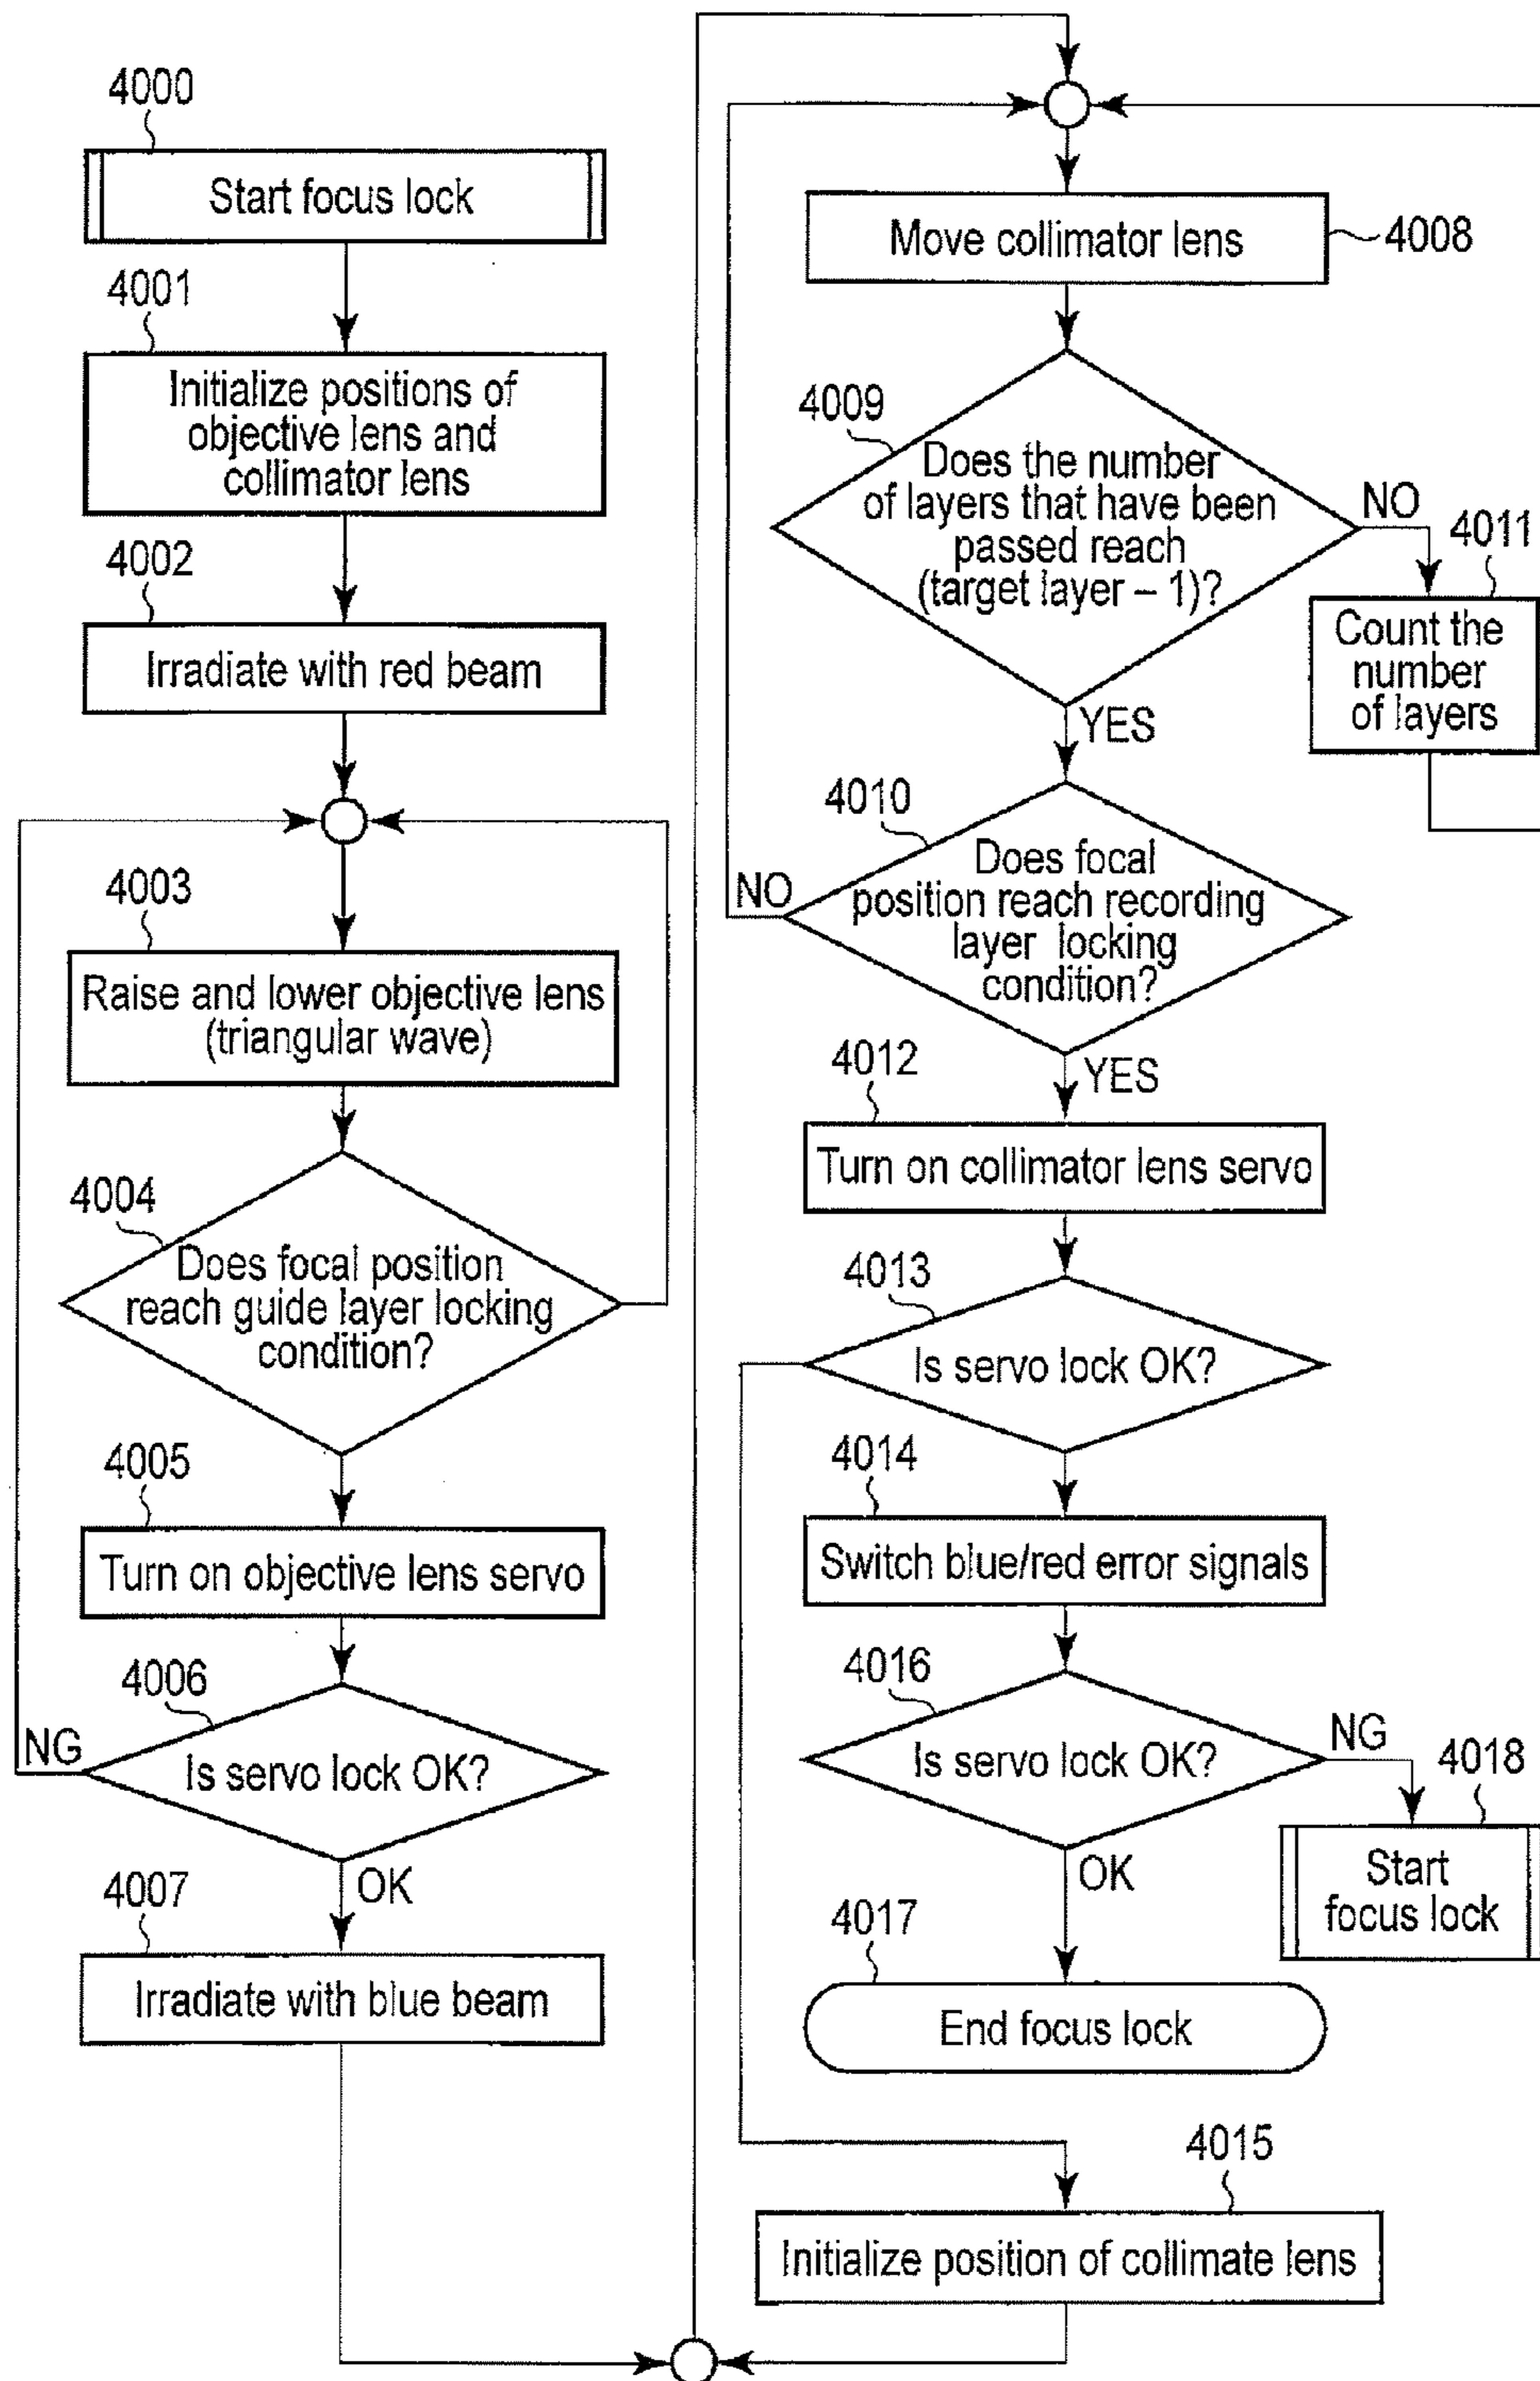 4000
Start focus lock
4001
Initialize positions of
objective lens and
collimator lens
4002
Irradiate with red beam
4003
Raise and lower objective lens
(triangular wave)
4004
Does focal position
reach guide layer locking
condition?
4005
Turn on objective lens servo
4006
NG
Is servo lock OK?
OK
4007
Irradiate with blue beam
Move collimator lens
4008
4009
Does the number
of layers that have been
passed reach
(target layer – 1)?
NO
4011
Count the
number
of layers
YES
4010
NO
Does focal
position reach recording
layer locking
condition?
YES
4012
Turn on collimator lens servo
4013
Is servo lock OK?
4014
Switch blue/red error signals
4016
Is servo lock OK?
NG
4018
Start
focus lock
OK
4017
End focus lock
4015
Initialize position of collimate lens